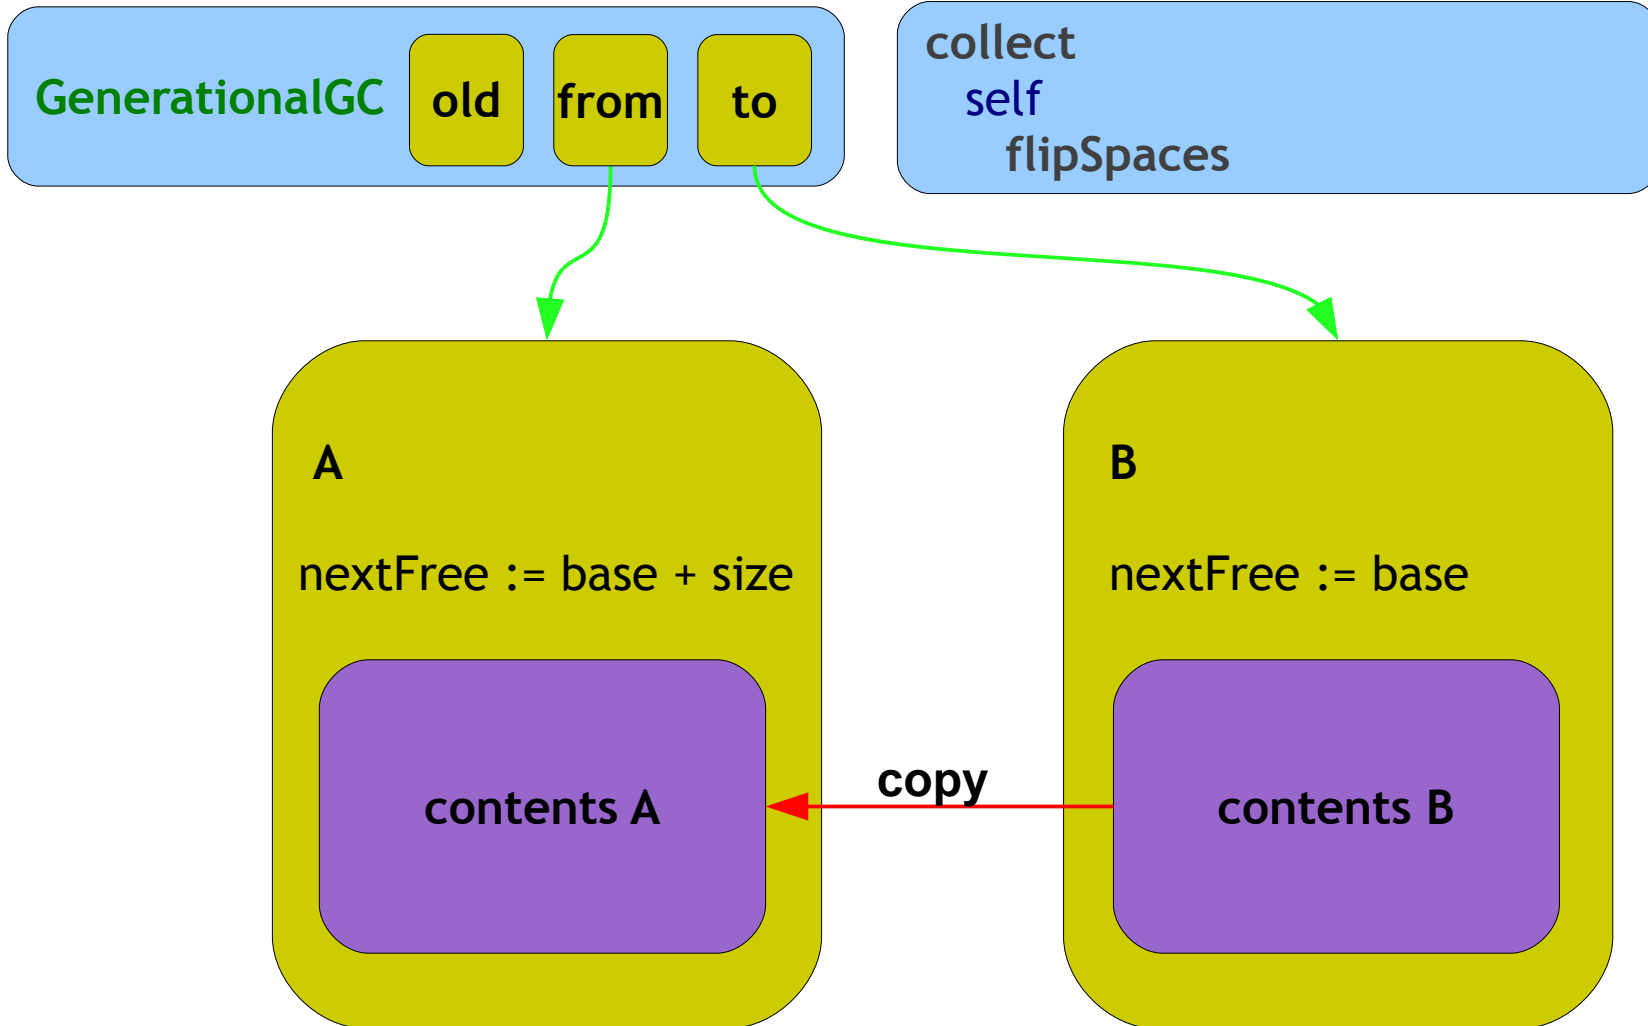 GenerationalGC
old
from
to
collect
self
flipSpaces
A
nextFree := base + size
contents A
copy
B
nextFree := base
contents B